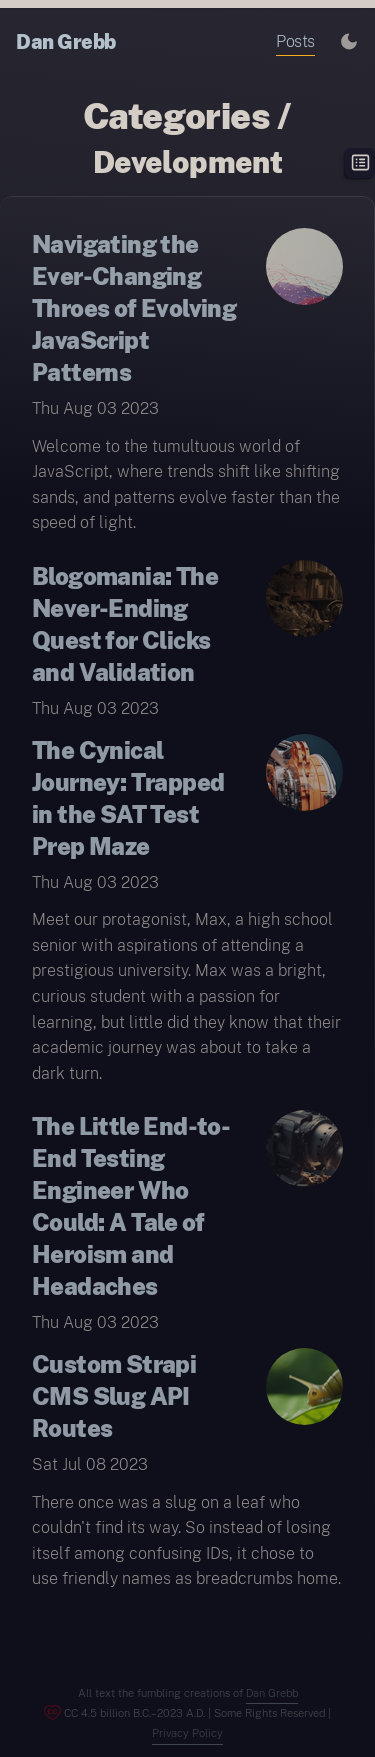 Dan Grebb
Posts
Categories /
Development
Navigating the
Ever-Changing
Throes of Evolving
JavaScript
Patterns
Thu Aug 03 2023
Welcome to the tumultuous world of
JavaScript, where trends shift like shifting
sands, and patterns evolve faster than the
speed of light.
Blogomania: The
Never-Ending
Quest for Clicks
and Validation
Thu Aug 03 2023
The Cynical
Journey: Trapped
in the SAT Test
Prep Maze
Thu Aug 03 2023
Meet our protagonist, Max, a high school
senior with aspirations of attending a
prestigious university. Max was a bright,
curious student with a passion for
learning, but little did they know that their
academic journey was about to take a
dark turn.
The Little End-to-
End Testing
Engineer Who
Could: A Tale of
Heroism and
Headaches
Thu Aug 03 2023
Custom Strapi
CMS Slug API
Routes
Sat Jul 08 2023
There once was a slug on a leaf who
couldn't find its way. So instead of losing
itself among confusing IDs, it chose to
use friendly names as breadcrumbs home.
All text the fumbling creations of Dan Grebb
CC 4.5 billion B.C.–2023 A.D. | Some Rights Reserved |
Privacy Policy